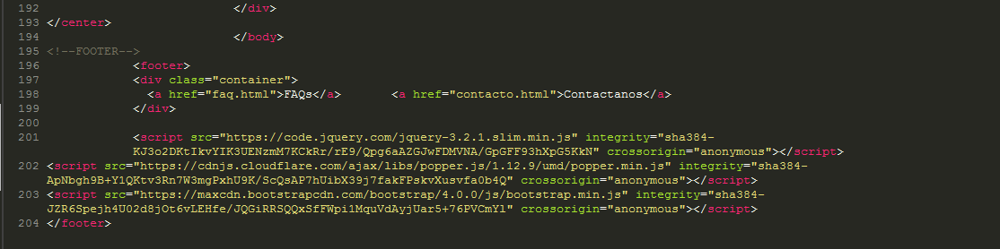 192 </div>
193 </center>
194 </body>
195 <!--FOOTER-->
196 <footer>
197 <div class="container">
198 <a href="faq.html">FAQs</a> <a href="contacto.html">Contactanos</a>
199 </div>
200
201 <script src="https://code.jquery.com/jquery-3.2.1.slim.min.js" integrity="sha384-
KJ3o2DKtIkvYIK3UENzmM7KCkRr/rE9/Qpg6aAZGJwFDMVNA/GpGFF93hXpG5KkN" crossorigin="anonymous"></script>
202 <script src="https://cdnjs.cloudflare.com/ajax/libs/popper.js/1.12.9/umd/popper.min.js" integrity="sha384-
ApNbgh9B+Y1QKtv3Rn7W3mgPxhU9K/ScQsAP7hUibX39j7fakFPskvXusvfa0b4Q" crossorigin="anonymous"></script>
203 <script src="https://maxcdn.bootstrapcdn.com/bootstrap/4.0.0/js/bootstrap.min.js" integrity="sha384-
JZR6Spejh4U02d8jOt6vLEHfe/JQGiRRSQQxSfFWpi1MquVdAyjUar5+76PVCmYl" crossorigin="anonymous"></script>
204 </footer>